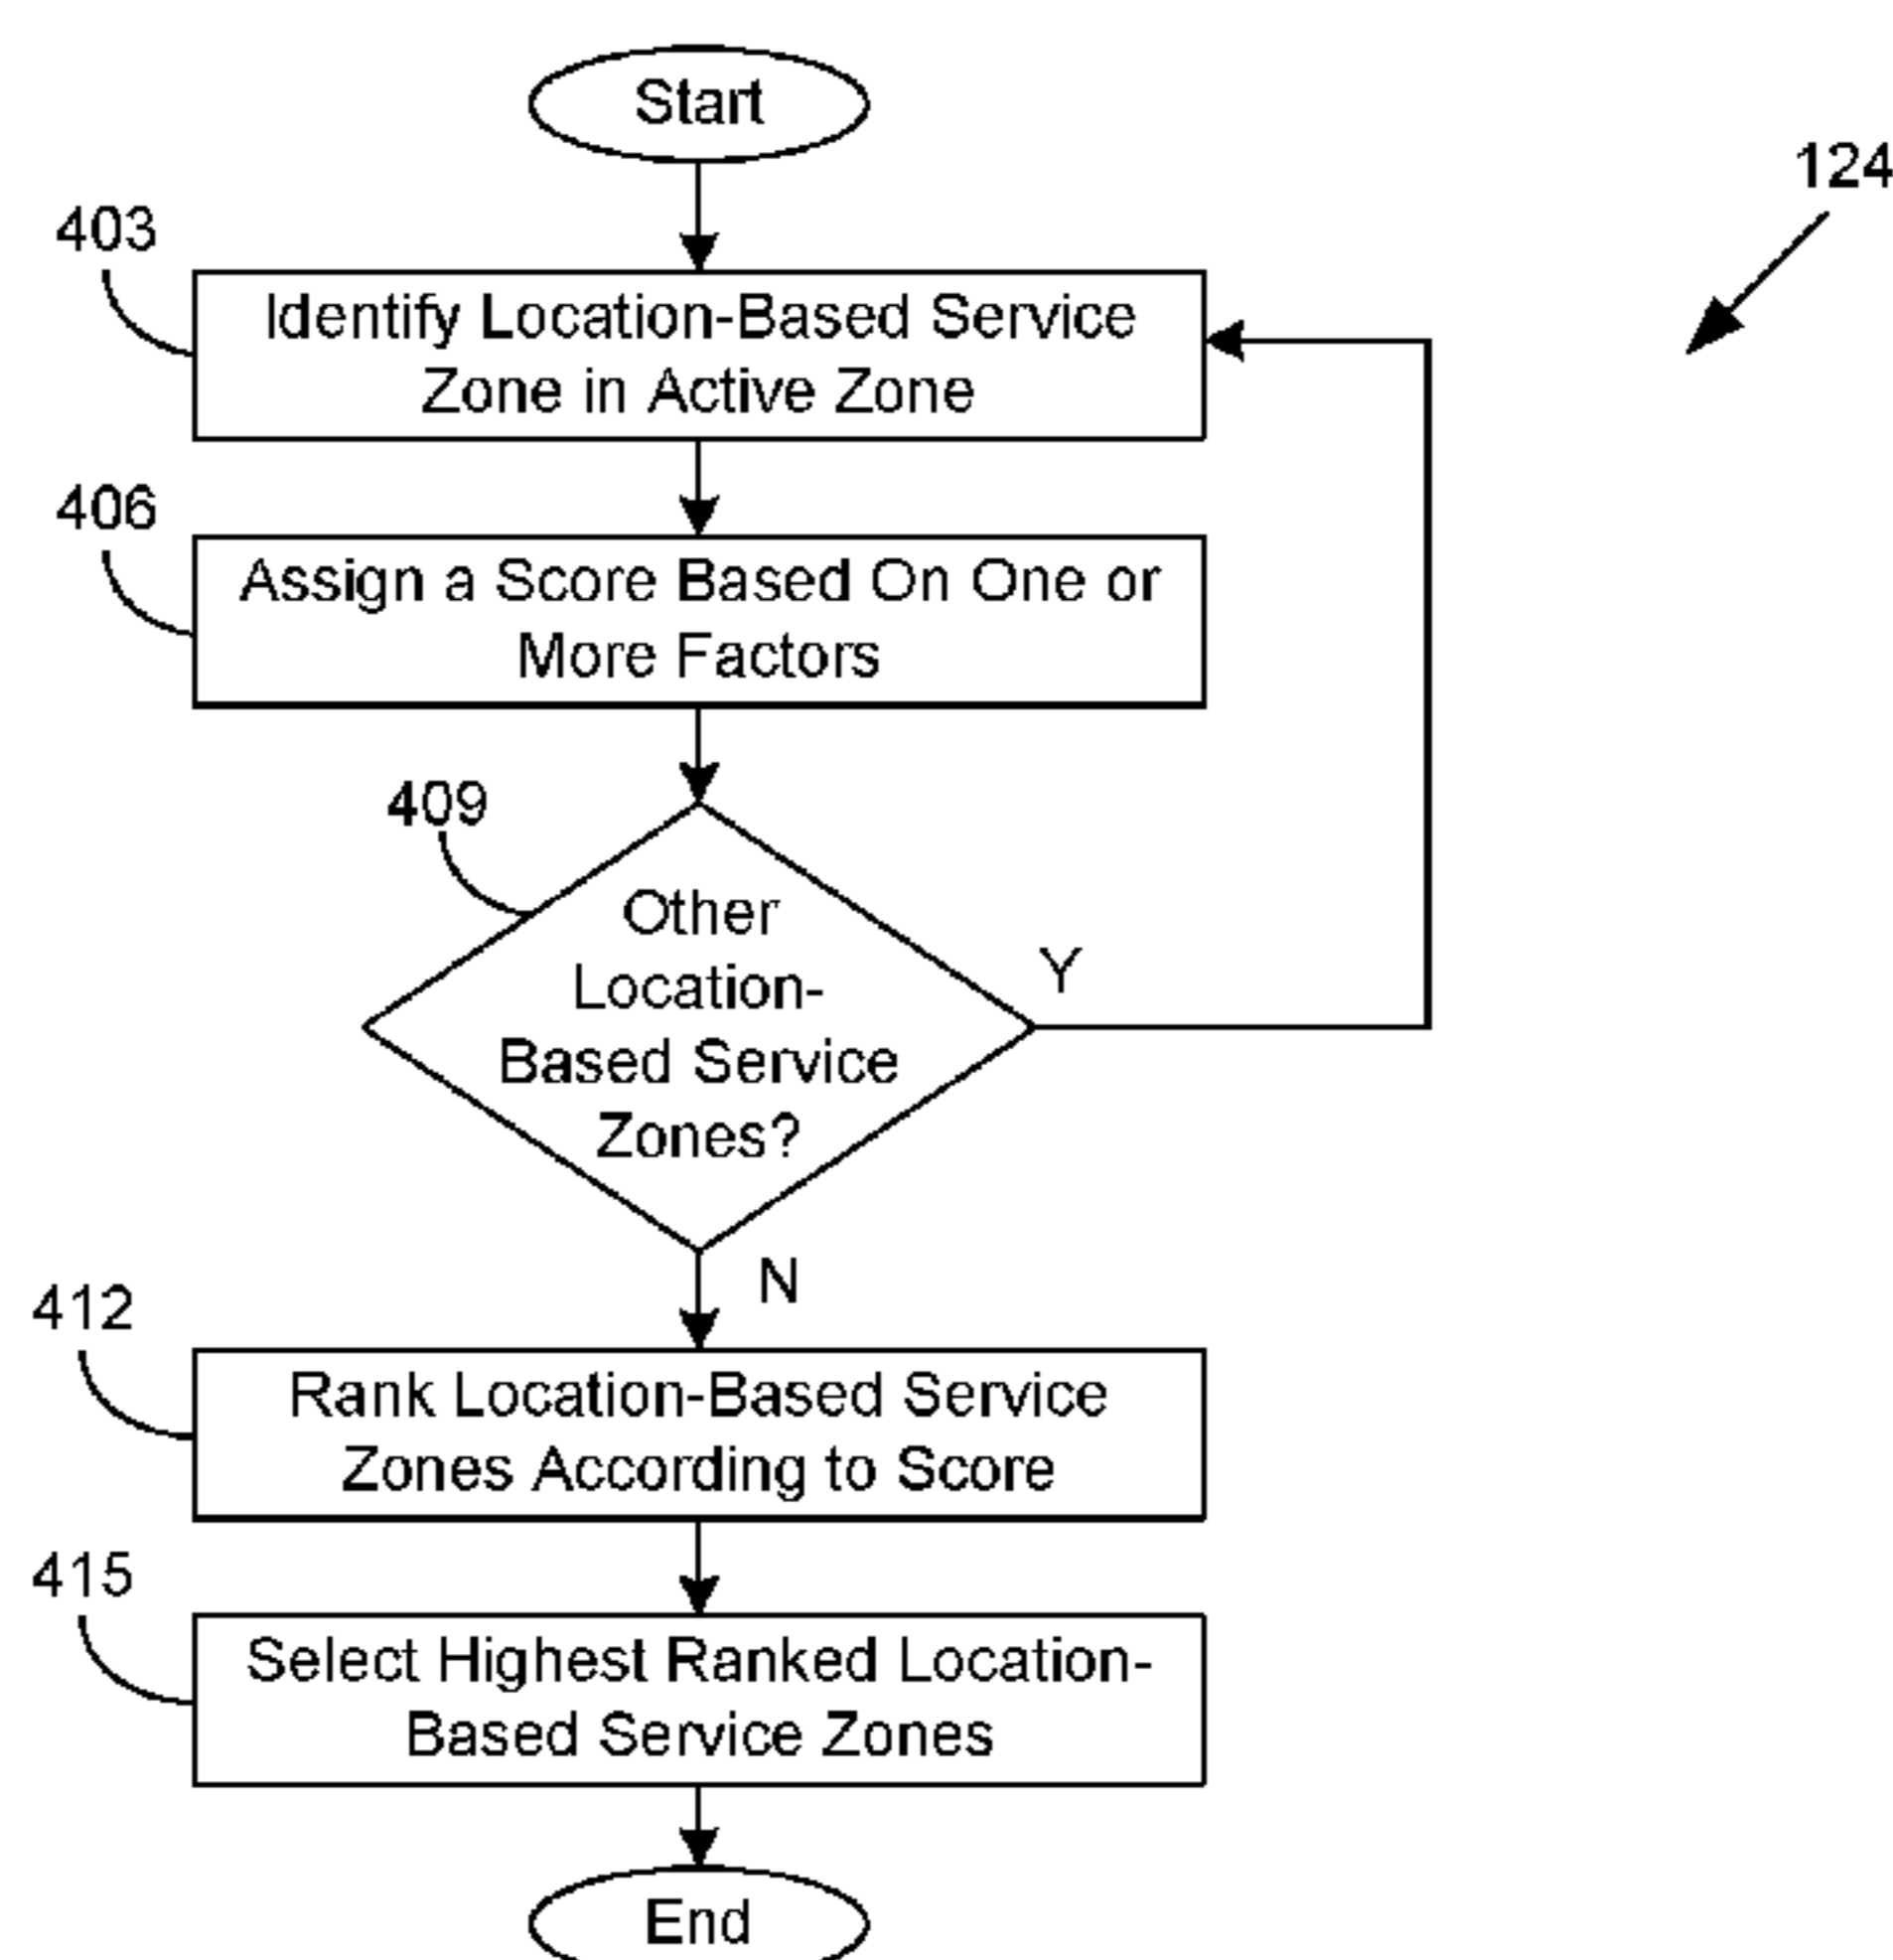 Start
124
403
Identify Location-Based Service
Zone in Active Zone
406
Assign a Score Based On One or
More Factors
409
Other
Location-
Based Service
Zones?
Y
N
412
Rank Location-Based Service
Zones According to Score
415
Select Highest Ranked Location-
Based Service Zones
End